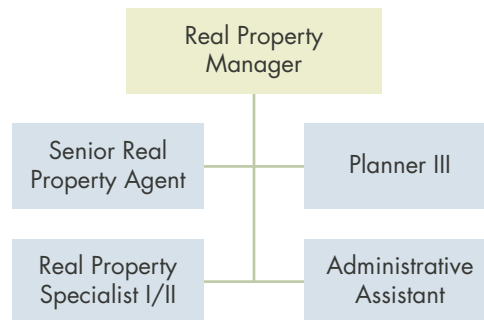 Real Property
Manager
Senior Real
Property Agent
Planner III
Real Property
Specialist I/II
Administrative
Assistant